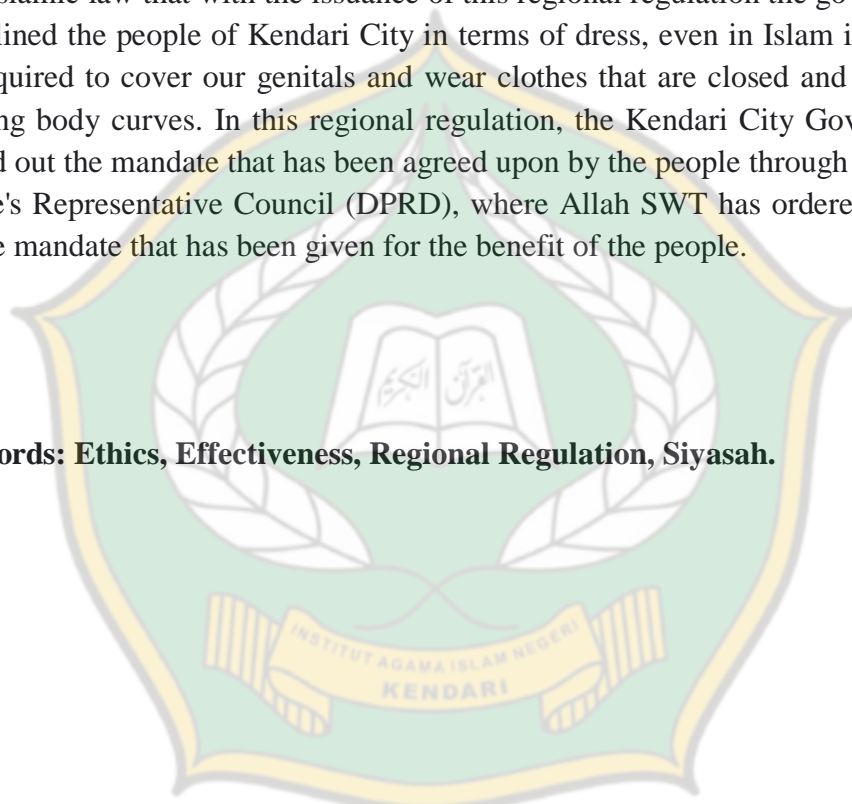 slamic law that with the issuance of this regional regulation the go
lined the people of Kendari City in terms of dress, even in Islam i
quired to cover our genitals and wear clothes that are closed and
ng body curves. In this regional regulation, the Kendari City Gov
d out the mandate that has been agreed upon by the people through
e's Representative Council (DPRD), where Allah SWT has ordere
e mandate that has been given for the benefit of the people.
القرآن الكريم
ords: Ethics, Effectiveness, Regional Regulation, Siyasah.
INSTITUT AGAMA ISLAM NEGERI
KENDARI